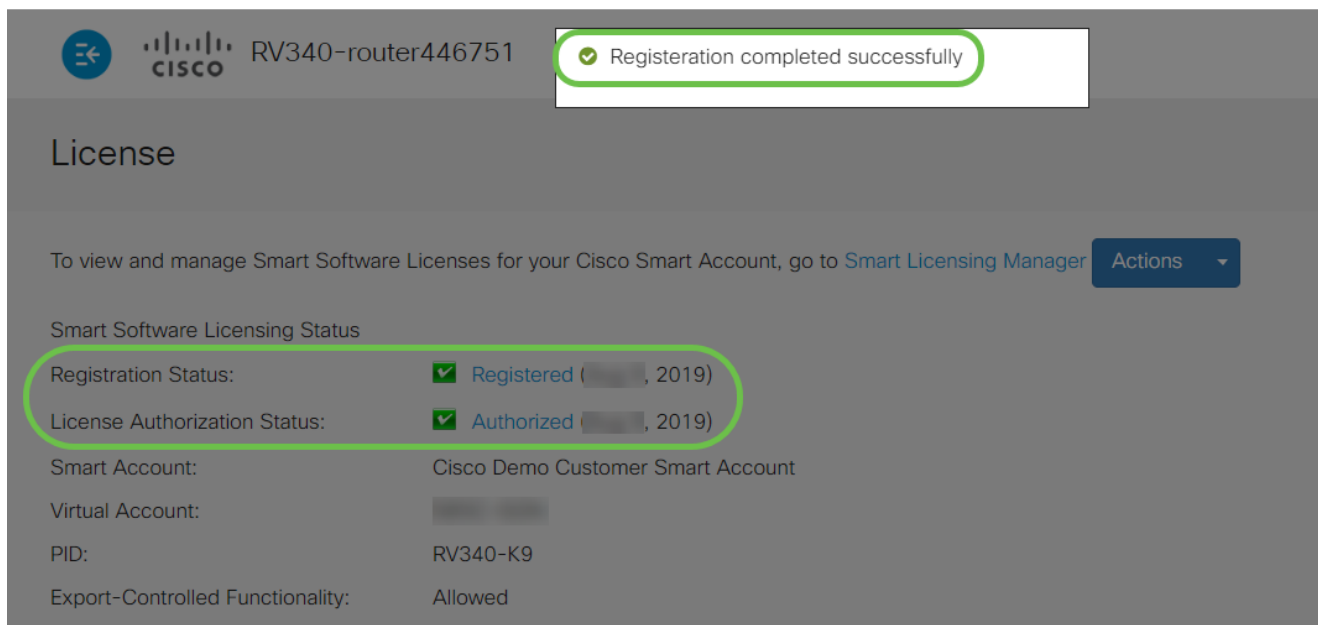 CISCO RV340-router446751
Registeration completed successfully
License
To view and manage Smart Software Licenses for your Cisco Smart Account, go to Smart Licensing Manager Actions
Smart Software Licensing Status
Registration Status: Registered ( , 2019)
License Authorization Status: Authorized ( , 2019)
Smart Account: Cisco Demo Customer Smart Account
Virtual Account:
PID: RV340-K9
Export-Controlled Functionality: Allowed